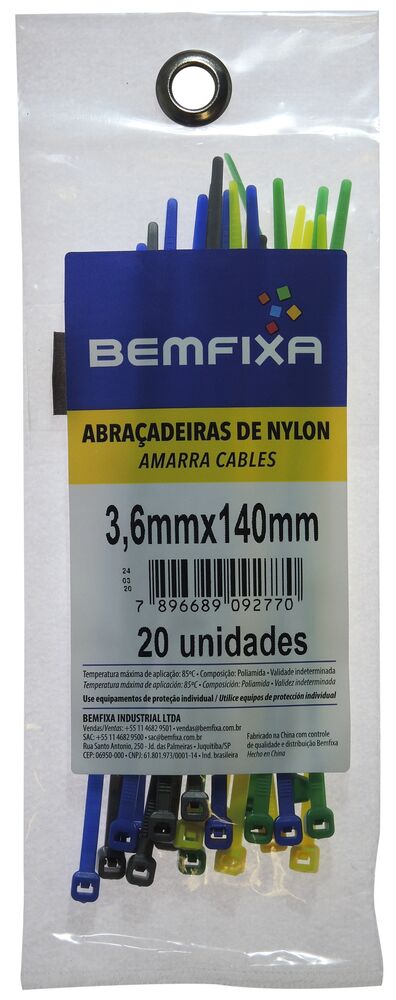 BEMFIXA
ABRAÇADEIRAS DE NYLON
AMARRA CABLES
3,6mmx140mm
24
03
20
7 896689 092770
20 unidades
Temperatura máxima de aplicação: 85ºC • Composição: Poliamida • Validade indeterminada
Temperatura máxima de aplicación: 85ºC • Composición: Poliamida • Validez indeterminada
Use equipamentos de proteção individual / Utilice equipos de protección individual
BEMFIXA INDUSTRIAL LTDA
Vendas/Ventas: +55 11 4682 9501 • vendas@bemfixa.com.br
SAC: +55 11 4682 9500 • sac@bemfixa.com.br
Rua Santo Antonio, 250 - Jd. das Palmeiras • Juquitiba/SP
CEP: 06950-000 • CNPJ: 61.801.973/0001-14 • Ind. brasileira
Fabricado na China com controle
de qualidade e distribuição Bemfixa
Hecho en China